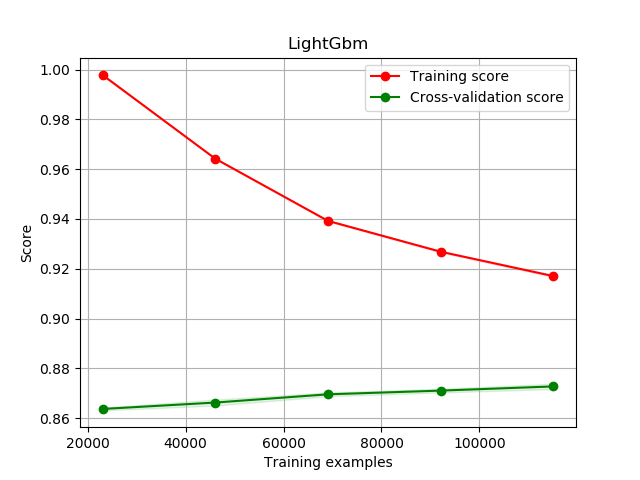 LightGbm
Training score
Cross-validation score
1.00
0.98
0.96
0.94
0.92
0.90
0.88
0.86
Score
20000 40000 60000 80000 100000
Training examples